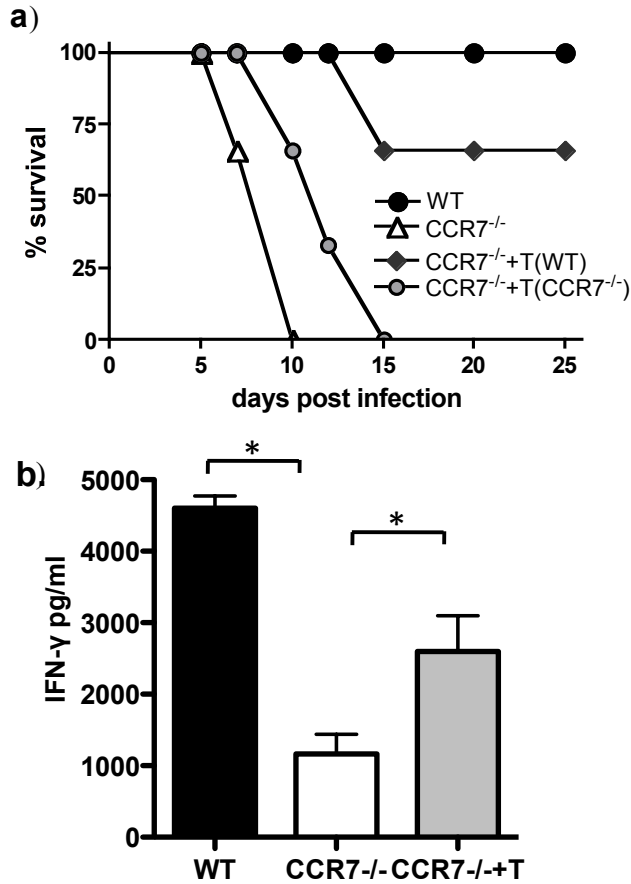 a)
100
75
50
25
0
% survival
WT
CCR7-/-
CCR7-/-+T(WT)
CCR7-/-+T(CCR7-/-)
0 5 10 15 20 25
days post infection
b)
*
*
5000
4000
3000
2000
1000
0
IFN-γ pg/ml
WT CCR7-/- CCR7-/-+T